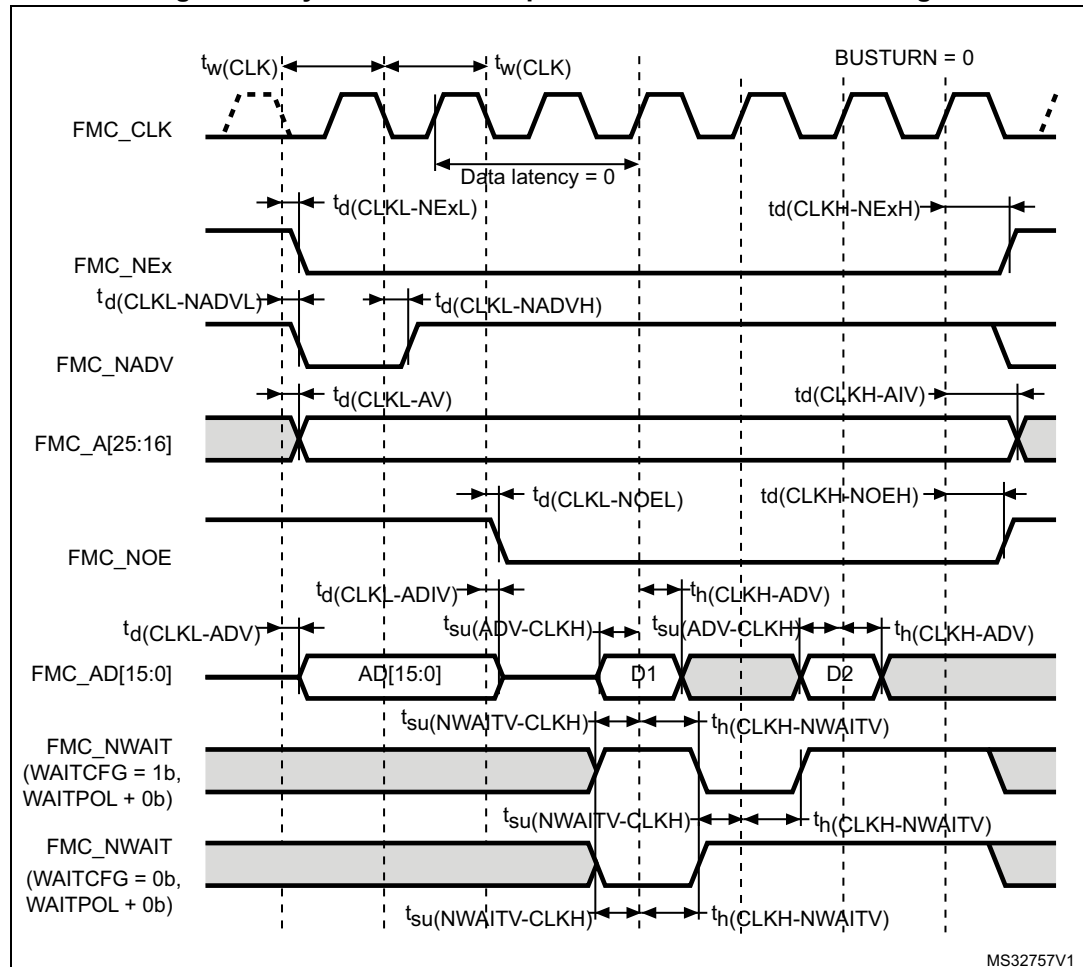 BUSTURN = 0
tw(CLK)
tw(CLK)
FMC_CLK
Data latency = 0
td(CLKL-NExL)
td(CLKH-NExH)
FMC_NEx
td(CLKL-NADVL)
td(CLKL-NADVH)
FMC_NADV
td(CLKL-AV)
td(CLKH-AIV)
FMC_A[25:16]
td(CLKL-NOEL)
td(CLKH-NOEH)
FMC_NOE
td(CLKL-ADIV)
th(CLKH-ADV)
td(CLKL-ADV)
tsu(ADV-CLKH)
tsu(ADV-CLKH)
th(CLKH-ADV)
FMC_AD[15:0]
AD[15:0]
D1
D2
tsu(NWAITV-CLKH)
th(CLKH-NWAITV)
FMC_NWAIT
(WAITCFG = 1b,
WAITPOL + 0b)
tsu(NWAITV-CLKH)
th(CLKH-NWAITV)
FMC_NWAIT
(WAITCFG = 0b,
WAITPOL + 0b)
tsu(NWAITV-CLKH)
th(CLKH-NWAITV)
MS32757V1